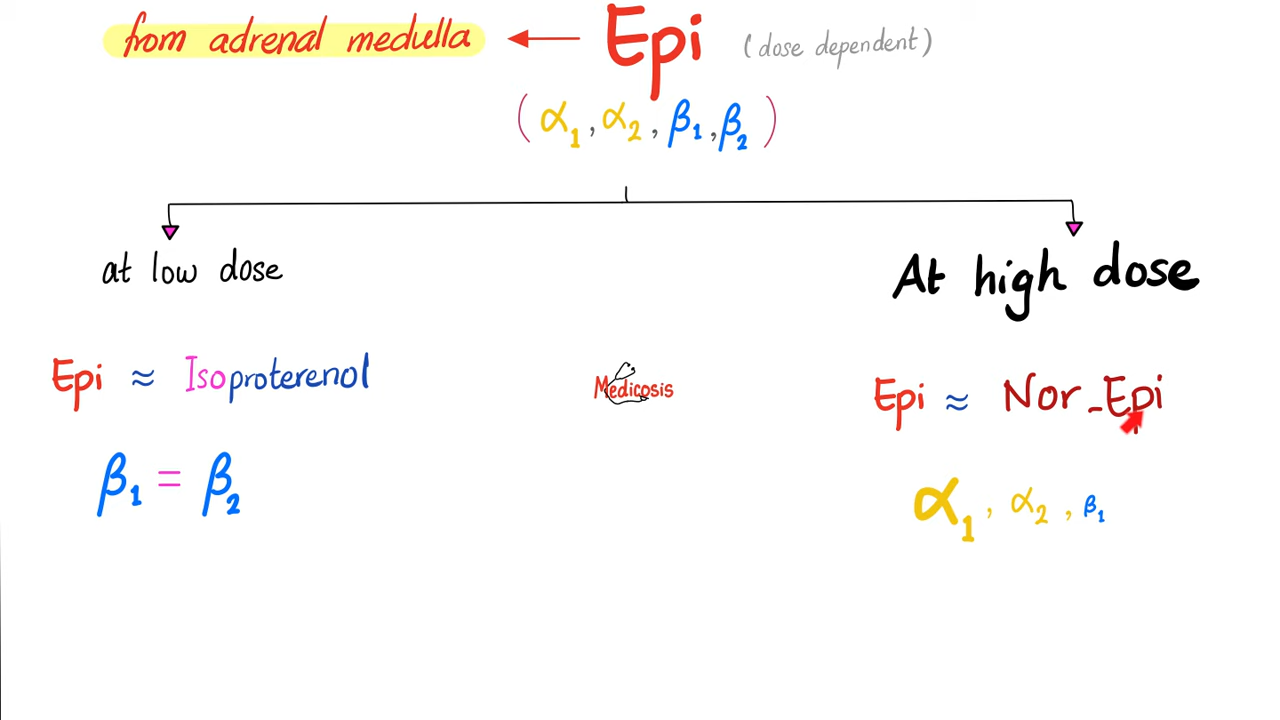 from adrenal medulla ← Epi (dose dependent)
(α1, α2, β1, β2)
at low dose
At high dose
Epi ≈ Isoproterenol
Medicosis
Epi ≈ Nor-Epi
β1 = β2
α1, α2, β1